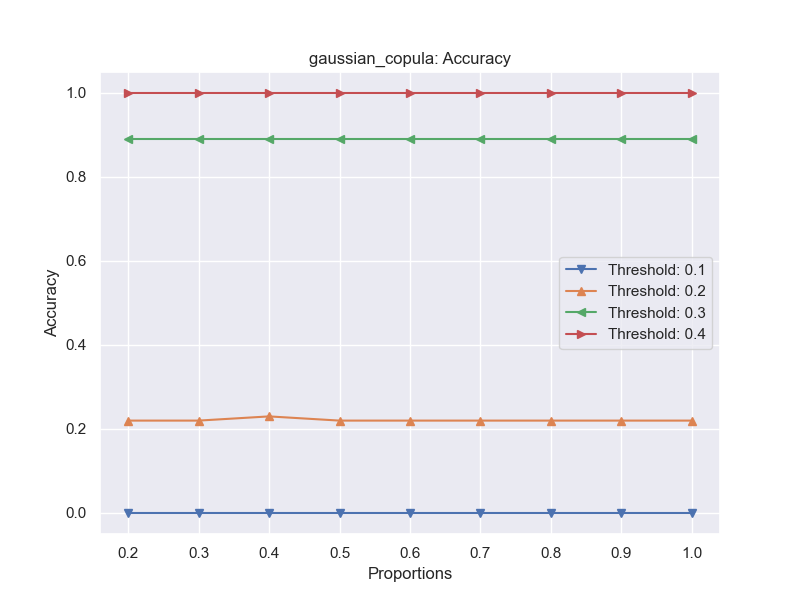 gaussian_copula: Accuracy
1.0
0.8
0.6
0.4
0.2
0.0
Accuracy
Threshold: 0.1
Threshold: 0.2
Threshold: 0.3
Threshold: 0.4
0.2 0.3 0.4 0.5 0.6 0.7 0.8 0.9 1.0
Proportions